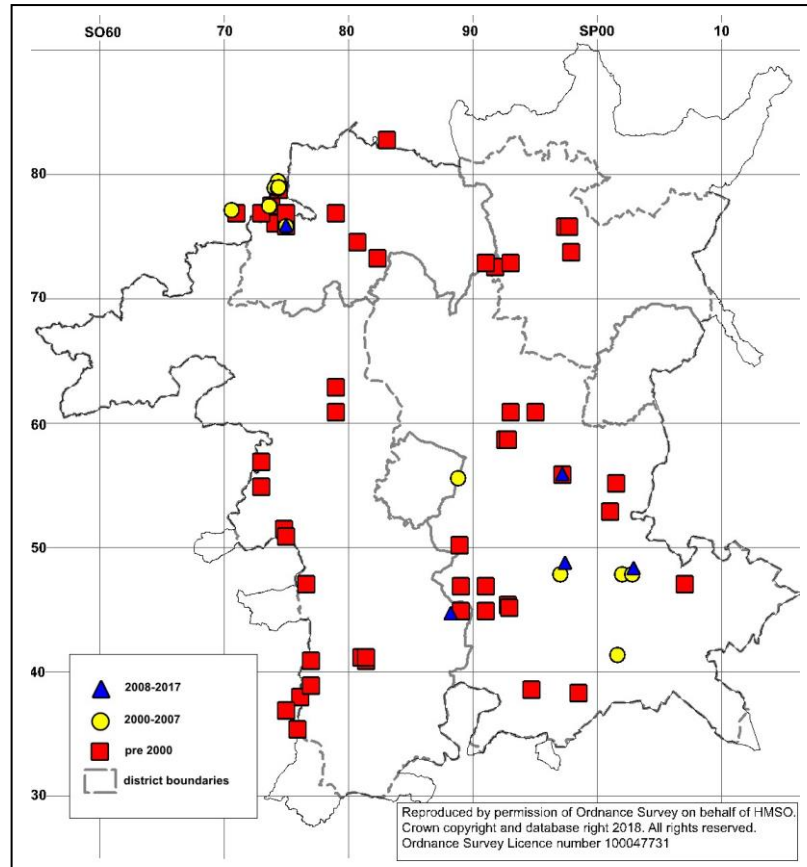 SO60 70 80 90 SP00 10
80
70
60
50
40
30
2008-2017
2000-2007
pre 2000
district boundaries
Reproduced by permission of Ordnance Survey on behalf of HMSO.
Crown copyright and database right 2018. All rights reserved.
Ordnance Survey Licence number 100047731